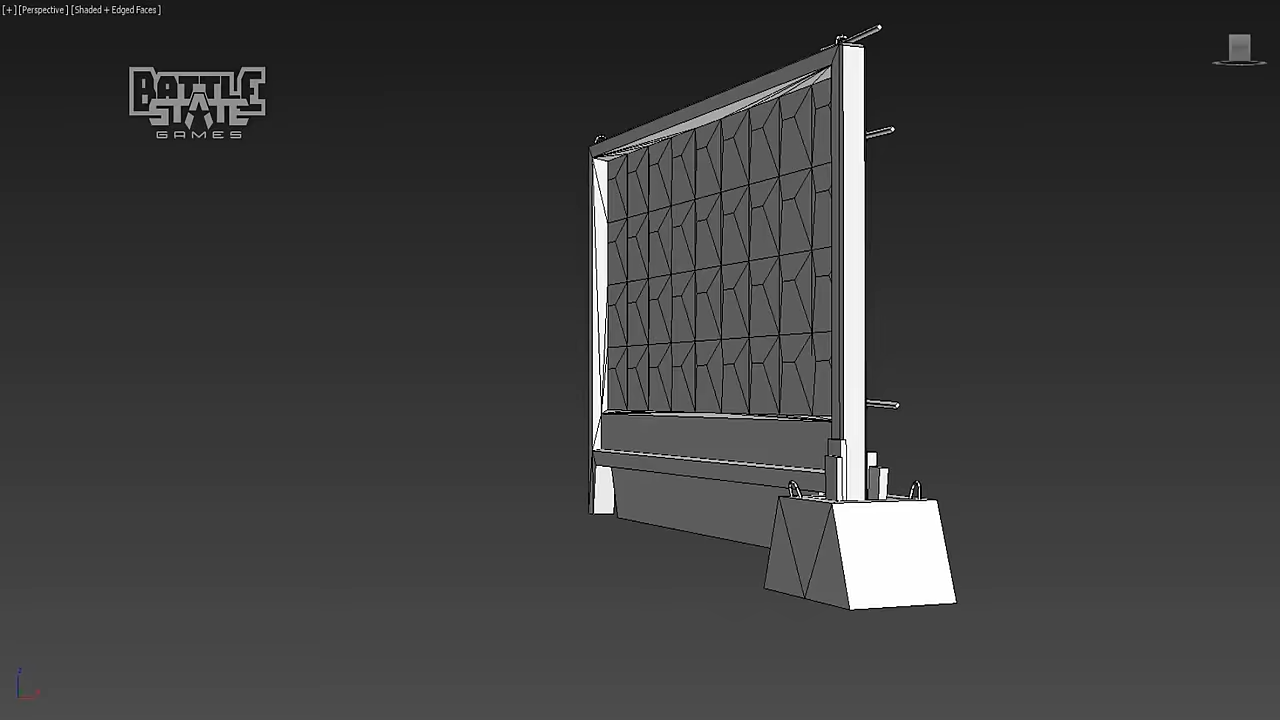 [+] [Perspective] [Shaded + Edged Faces]
BATTLE
STATE
GAMES
z